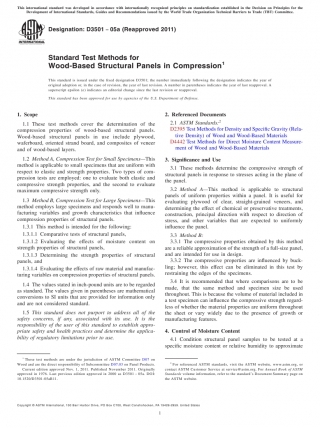 This international standard was developed in accordance with internationally recognized principles on standardization established in the Decision on Principles for the
Development of International Standards, Guides and Recommendations issued by the World Trade Organization Technical Barriers to Trade (TBT) Committee.
Designation: D3501 − 05a (Reapproved 2011)
INTERNATIONAL
Standard Test Methods for
Wood-Based Structural Panels in Compression1
This standard is issued under the fixed designation D3501; the number immediately following the designation indicates the year of
original adoption or, in the case of revision, the year of last revision. A number in parentheses indicates the year of last reapproval. A
superscript epsilon (ε) indicates an editorial change since the last revision or reapproval.
This standard has been approved for use by agencies of the U.S. Department of Defense.
1. Scope
1.1 These test methods cover the determination of the
compression properties of wood-based structural panels.
Wood-based structural panels in use include plywood,
waferboard, oriented strand board, and composites of veneer
and of wood-based layers.
1.2 Method A, Compression Test for Small Specimens—This
method is applicable to small specimens that are uniform with
respect to elastic and strength properties. Two types of com-
pression tests are employed: one to evaluate both elastic and
compressive strength properties, and the second to evaluate
maximum compressive strength only.
1.3 Method B, Compression Test for Large Specimens—This
method employs large specimens and responds well to manu-
facturing variables and growth characteristics that influence
compression properties of structural panels.
1.3.1 This method is intended for the following:
1.3.1.1 Comparative tests of structural panels,
1.3.1.2 Evaluating effects of moisture content on
strength properties of structural panels,
1.3.1.3 Determining the strength properties of structural
panels, and
1.3.1.4 Evaluating the effects of raw material and manufac-
turing variables on compression properties of structural panels.
1.4 The values stated in inch-pound units are to be regarded
as standard. The values given in parentheses are mathematical
conversions to SI units that are provided for information only
and are not considered standard.
1.5 This standard does not purport to address all of the
safety concerns, if any, associated with its use. It is the
responsibility of the user of this standard to establish appro-
priate safety and health practices and determine the applica-
bility of regulatory limitations prior to use.
1 These test methods are under the jurisdiction of ASTM Committee D07 on
Wood and are the direct responsibility of Subcommittee D07.03 on Panel Products.
Current edition approved Nov. 1, 2011. Published November 2011. Originally
approved in 1976. Last previous edition approved in 2005 as D3501 – 05a. DOI:
10.1520/D3501-05AR11.
2. Referenced Documents
2.1 ASTM Standards:2
D2395 Test Methods for Density and Specific Gravity (Rela-
tive Density) of Wood and Wood-Based Materials
D4442 Test Methods for Direct Moisture Content Measure-
ment of Wood and Wood-Based Materials
3. Significance and Use
3.1 These methods determine the compressive strength of
structural panels in response to stresses acting in the plane of
the panel.
3.2 Method A—This method is applicable to structural
panels of uniform properties within a panel. It is useful for
evaluating plywood of clear, straight-grained veneers, and
determining the effect of chemical or preservative treatments,
construction, principal direction with respect to direction of
stress, and other variables that are expected to uniformly
influence the panel.
3.3 Method B:
3.3.1 The compressive properties obtained by this method
are a reliable approximation of the strength of a full-size panel,
and are intended for use in design.
3.3.2 The compressive properties are influenced by buck-
ling; however, this effect can be eliminated in this test by
restraining the edges of the specimens.
3.4 It is recommended that where comparisons are to be
made, that the same method and specimen size be used
throughout. This is because the volume of material included in
a test specimen can influence the compressive strength regard-
less of whether the material properties are uniform throughout
the sheet or vary widely due to the presence of growth or
manufacturing features.
4. Control of Moisture Content
4.1 Condition structural panel samples to be tested at a
specific moisture content or relative humidity to approximate
2 For referenced ASTM standards, visit the ASTM website, www.astm.org, or
contact ASTM Customer Service at service@astm.org. For Annual Book of ASTM
Standards volume information, refer to the standard's Document Summary page on
the ASTM website.
Copyright © ASTM International, 100 Barr Harbor Drive, PO Box C700, West Conshohocken, PA 19428-2959. United States
1